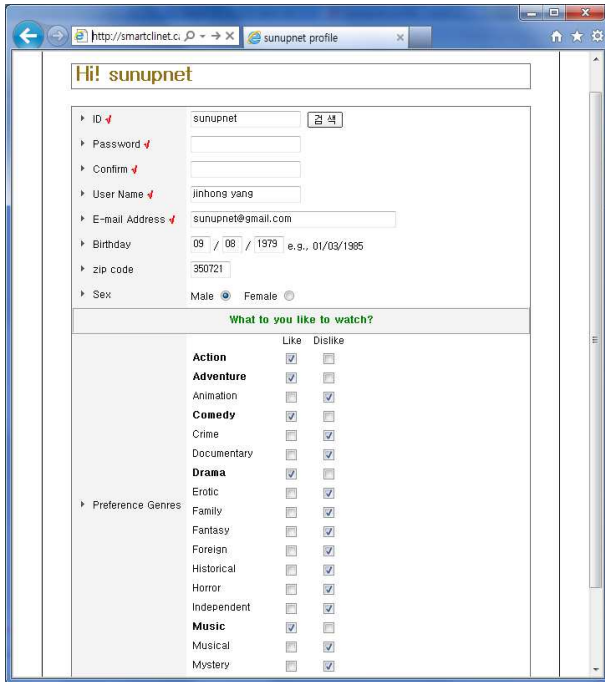 http://smartclinet.ca
sunupnet profile
Hi! sunupnet
ID sunupnet 검 색
Password
Confirm
User Name jinhong yang
E-mail Address sunupnet@gmail.com
Birthday 09 / 08 / 1979 e.g., 01/03/1985
zip code 350721
Sex Male Female
What to you like to watch?
Like Dislike
Preference Genres
Action
Adventure
Animation
Comedy
Crime
Documentary
Drama
Erotic
Family
Fantasy
Foreign
Historical
Horror
Independent
Music
Musical
Mystery